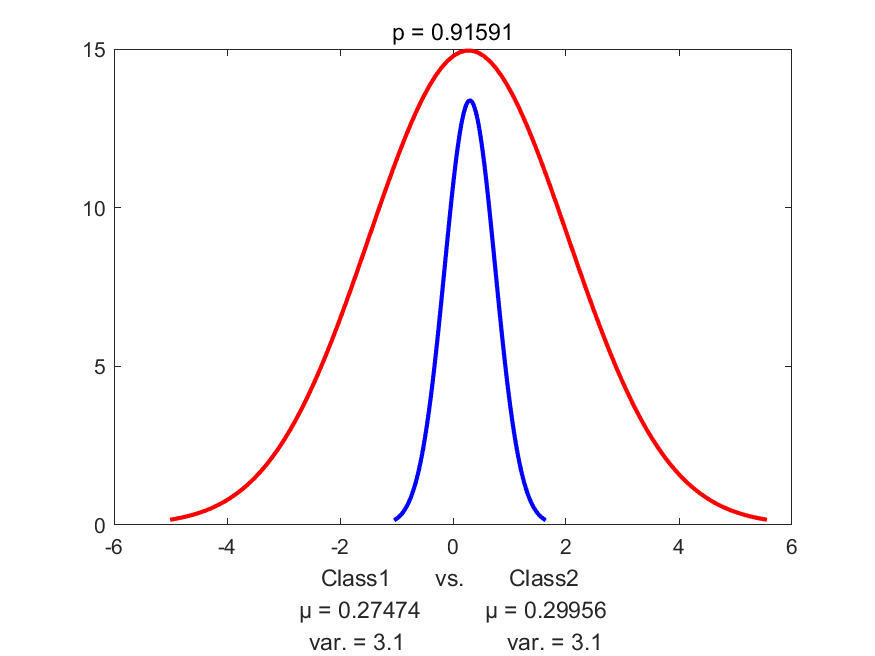 p = 0.91591
15
10
5
0
-6 -4 -2 0 2 4 6
Class1 vs. Class2
μ = 0.27474 μ = 0.29956
var. = 3.1 var. = 3.1